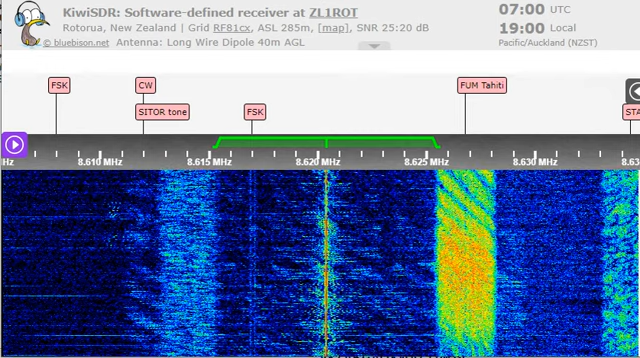 KiwiSDR: Software-defined receiver at ZL1ROT
07:00 UTC
Rotorua, New Zealand | Grid RF81cx, ASL 285m, [map], SNR 25:20 dB
19:00 Local
© bluebison.net Antenna: Long Wire Dipole 40m AGL
Pacific/Auckland (NZST)
FSK CW FUM Tahiti
SITOR tone FSK STA
Hz 8.610 MHz 8.615 MHz 8.620 MHz 8.625 MHz 8.630 MHz 8.63